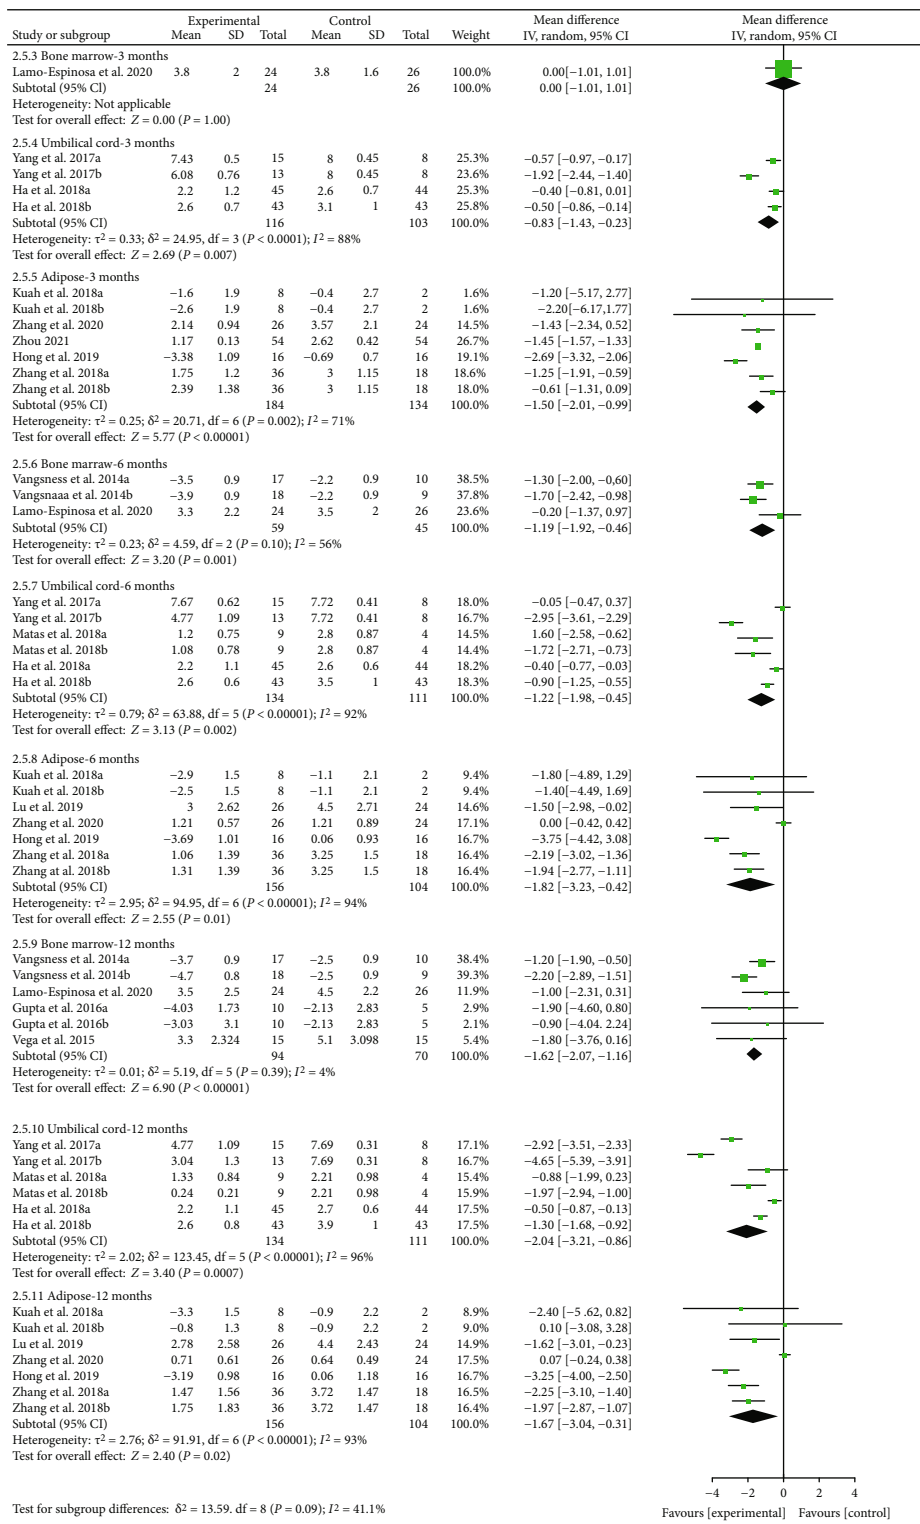 Experimental Control Mean difference Mean difference
Study or subgroup Mean SD Total Mean SD Total Weight IV, random, 95% CI IV, random, 95% CI
2.5.3 Bone marrow-3 months
Lamo-Espinosa et al. 2020 3.8 2 24 3.8 1.6 26 100.0% 0.00[−1.01, 1.01]
Subtotal (95% Cl) 24 26 100.0% 0.00 [−1.01, 1.01]
Heterogeneity: Not applicable
Test for overall effect: Z = 0.00 (P = 1.00)
2.5.4 Umbilical cord-3 months
Yang et al. 2017a 7.43 0.5 15 8 0.45 8 25.3% −0.57 [−0.97, −0.17]
Yang et al. 2017b 6.08 0.76 13 8 0.45 8 23.6% −1.92 [−2.44, −1.40]
Ha et al. 2018a 2.2 1.2 45 2.6 0.7 44 25.3% −0.40 [−0.81, 0.01]
Ha et al. 2018b 2.6 0.7 43 3.1 1 43 25.8% −0.50 [−0.86, −0.14]
Subtotal (95% CI) 116 103 100.0% −0.83 [−1.43, −0.23]
Heterogeneity: τ² = 0.33; δ² = 24.95, df = 3 (P < 0.0001); I² = 88%
Test for overall effect: Z = 2.69 (P = 0.007)
2.5.5 Adipose-3 months
Kuah et al. 2018a −1.6 1.9 8 −0.4 2.7 2 1.6% −1.20 [−5.17, 2.77]
Kuah et al. 2018b −2.6 1.9 8 −0.4 2.7 2 1.6% −2.20[−6.17,1.77]
Zhang et al. 2020 2.14 0.94 26 3.57 2.1 24 14.5% −1.43 [−2.34, 0.52]
Zhou 2021 1.17 0.13 54 2.62 0.42 54 26.7% −1.45 [−1.57, −1.33]
Hong et al. 2019 −3.38 1.09 16 −0.69 0.7 16 19.1% −2.69 [−3.32, −2.06]
Zhang et al. 2018a 1.75 1.2 36 3 1.15 18 18.6% −1.25 [−1.91, −0.59]
Zhang et al. 2018b 2.39 1.38 36 3 1.15 18 18.0% −0.61 [−1.31, 0.09]
Subtotal (95% CI) 184 134 100.0% −1.50 [−2.01, −0.99]
Heterogeneity: τ² = 0.25; δ² = 20.71, df = 6 (P = 0.002); I² = 71%
Test for overall effect: Z = 5.77 (P < 0.00001)
2.5.6 Bone marraw-6 months
Vangsness et al. 2014a −3.5 0.9 17 −2.2 0.9 10 38.5% −1.30 [−2.00, −0.60]
Vangsnaaa et al. 2014b −3.9 0.9 18 −2.2 0.9 9 37.8% −1.70 [−2.42, −0.98]
Lamo-Espinosa et al. 2020 3.3 2.2 24 3.5 2 26 23.6% −0.20 [−1.37, 0.97]
Subtotal (95% CI) 59 45 100.0% −1.19 [−1.92, −0.46]
Heterogeneity: τ² = 0.23; δ² = 4.59, df = 2 (P = 0.10); I² = 56%
Test for overall effect: Z = 3.20 (P = 0.001)
2.5.7 Umbilical cord-6 months
Yang et al. 2017a 7.67 0.62 15 7.72 0.41 8 18.0% −0.05 [−0.47, 0.37]
Yang et al. 2017b 4.77 1.09 13 7.72 0.41 8 16.7% −2.95 [−3.61, −2.29]
Matas et al. 2018a 1.2 0.75 9 2.8 0.87 4 14.5% 1.60 [−2.58, −0.62]
Matas et al. 2018b 1.08 0.78 9 2.8 0.87 4 14.4% −1.72 [−2.71, −0.73]
Ha et al. 2018a 2.2 1.1 45 2.6 0.6 44 18.2% −0.40 [−0.77, −0.03]
Ha et al. 2018b 2.6 0.6 43 3.5 1 43 18.3% −0.90 [−1.25, −0.55]
Subtotal (95% CI) 134 111 100.0% −1.22 [−1.98, −0.45]
Heterogeneity: τ² = 0.79; δ² = 63.88, df = 5 (P < 0.00001); I² = 92%
Test for overall effect: Z = 3.13 (P = 0.002)
2.5.8 Adipose-6 months
Kuah et al. 2018a −2.9 1.5 8 −1.1 2.1 2 9.4% −1.80 [−4.89, 1.29]
Kuah et al. 2018b −2.5 1.5 8 −1.1 2.1 2 9.4% −1.40[−4.49, 1.69]
Lu et al. 2019 3 2.62 26 4.5 2.71 24 14.6% −1.50 [−2.98, −0.02]
Zhang et al. 2020 1.21 0.57 26 1.21 0.89 24 17.1% 0.00 [−0.42, 0.42]
Hong et al. 2019 −3.69 1.01 16 0.06 0.93 16 16.7% −3.75 [−4.42, 3.08]
Zhang et al. 2018a 1.06 1.39 36 3.25 1.5 18 16.4% −2.19 [−3.02, −1.36]
Zhang at al. 2018b 1.31 1.39 36 3.25 1.5 18 16.4% −1.94 [−2.77, −1.11]
Subtotal (95% CI) 156 104 100.0% −1.82 [−3.23, −0.42]
Heterogeneity: τ² = 2.95; δ² = 94.95, df = 6 (P < 0.00001); I² = 94%
Test for overall effect: Z = 2.55 (P = 0.01)
2.5.9 Bone marrow-12 months
Vangsness et al. 2014a −3.7 0.9 17 −2.5 0.9 10 38.4% −1.20 [−1.90, −0.50]
Vangsness et al. 2014b −4.7 0.8 18 −2.5 0.9 9 39.3% −2.20 [−2.89, −1.51]
Lamo-Espinosa et al. 2020 3.5 2.5 24 4.5 2.2 26 11.9% −1.00 [−2.31, 0.31]
Gupta et al. 2016a −4.03 1.73 10 −2.13 2.83 5 2.9% −1.90 [−4.60, 0.80]
Gupta et al. 2016b −3.03 3.1 10 −2.13 2.83 5 2.1% −0.90 [−4.04. 2.24]
Vega et al. 2015 3.3 2.324 15 5.1 3.098 15 5.4% −1.80 [−3.76, 0.16]
Subtotal (95% CI) 94 70 100.0% −1.62 [−2.07, −1.16]
Heterogeneity: τ² = 0.01; δ² = 5.19, df = 5 (P = 0.39); I² = 4%
Test for overall effect: Z = 6.90 (P < 0.00001)
2.5.10 Umbilical cord-12 months
Yang et al. 2017a 4.77 1.09 15 7.69 0.31 8 17.1% −2.92 [−3.51, −2.33]
Yang et al. 2017b 3.04 1.3 13 7.69 0.31 8 16.7% −4.65 [−5.39, −3.91]
Matas et al. 2018a 1.33 0.84 9 2.21 0.98 4 15.4% −0.88 [−1.99, 0.23]
Matas et al. 2018b 0.24 0.21 9 2.21 0.98 4 15.9% −1.97 [−2.94, −1.00]
Ha et al. 2018a 2.2 1.1 45 2.7 0.6 44 17.5% −0.50 [−0.87, −0.13]
Ha et al. 2018b 2.6 0.8 43 3.9 1 43 17.5% −1.30 [−1.68, −0.92]
Subtotal (95% CI) 134 111 100.0% −2.04 [−3.21, −0.86]
Heterogeneity: τ² = 2.02; δ² = 123.45, df = 5 (P < 0.00001); I² = 96%
Test for overall effect: Z = 3.40 (P = 0.0007)
2.5.11 Adipose-12 months
Kuah et al. 2018a −3.3 1.5 8 −0.9 2.2 2 8.9% −2.40 [−5 .62, 0.82]
Kuah et al. 2018b −0.8 1.3 8 −0.9 2.2 2 9.0% 0.10 [−3.08, 3.28]
Lu et al. 2019 2.78 2.58 26 4.4 2.43 24 14.9% −1.62 [−3.01, −0.23]
Zhang et al. 2020 0.71 0.61 26 0.64 0.49 24 17.5% 0.07 [−0.24, 0.38]
Hong et al. 2019 −3.19 0.98 16 0.06 1.18 16 16.4% −3.25 [−4.00, −2.50]
Zhang et al. 2018a 1.47 1.56 36 3.72 1.47 18 16.6% −2.25 [−3.10, −1.40]
Zhang et al. 2018b 1.75 1.83 36 3.72 1.47 18 16.4% −1.97 [−2.87, −1.07]
Subtotal (95% CI) 156 104 100.0% −1.67 [−3.04, −0.31]
Heterogeneity: τ² = 2.76; δ² = 91.91, df = 6 (P < 0.00001); I² = 93%
Test for overall effect: Z = 2.40 (P = 0.02)
−4 −2 0 2 4
Test for subgroup differences: δ² = 13.59. df = 8 (P = 0.09); I² = 41.1% Favours [experimental] Favours [control]